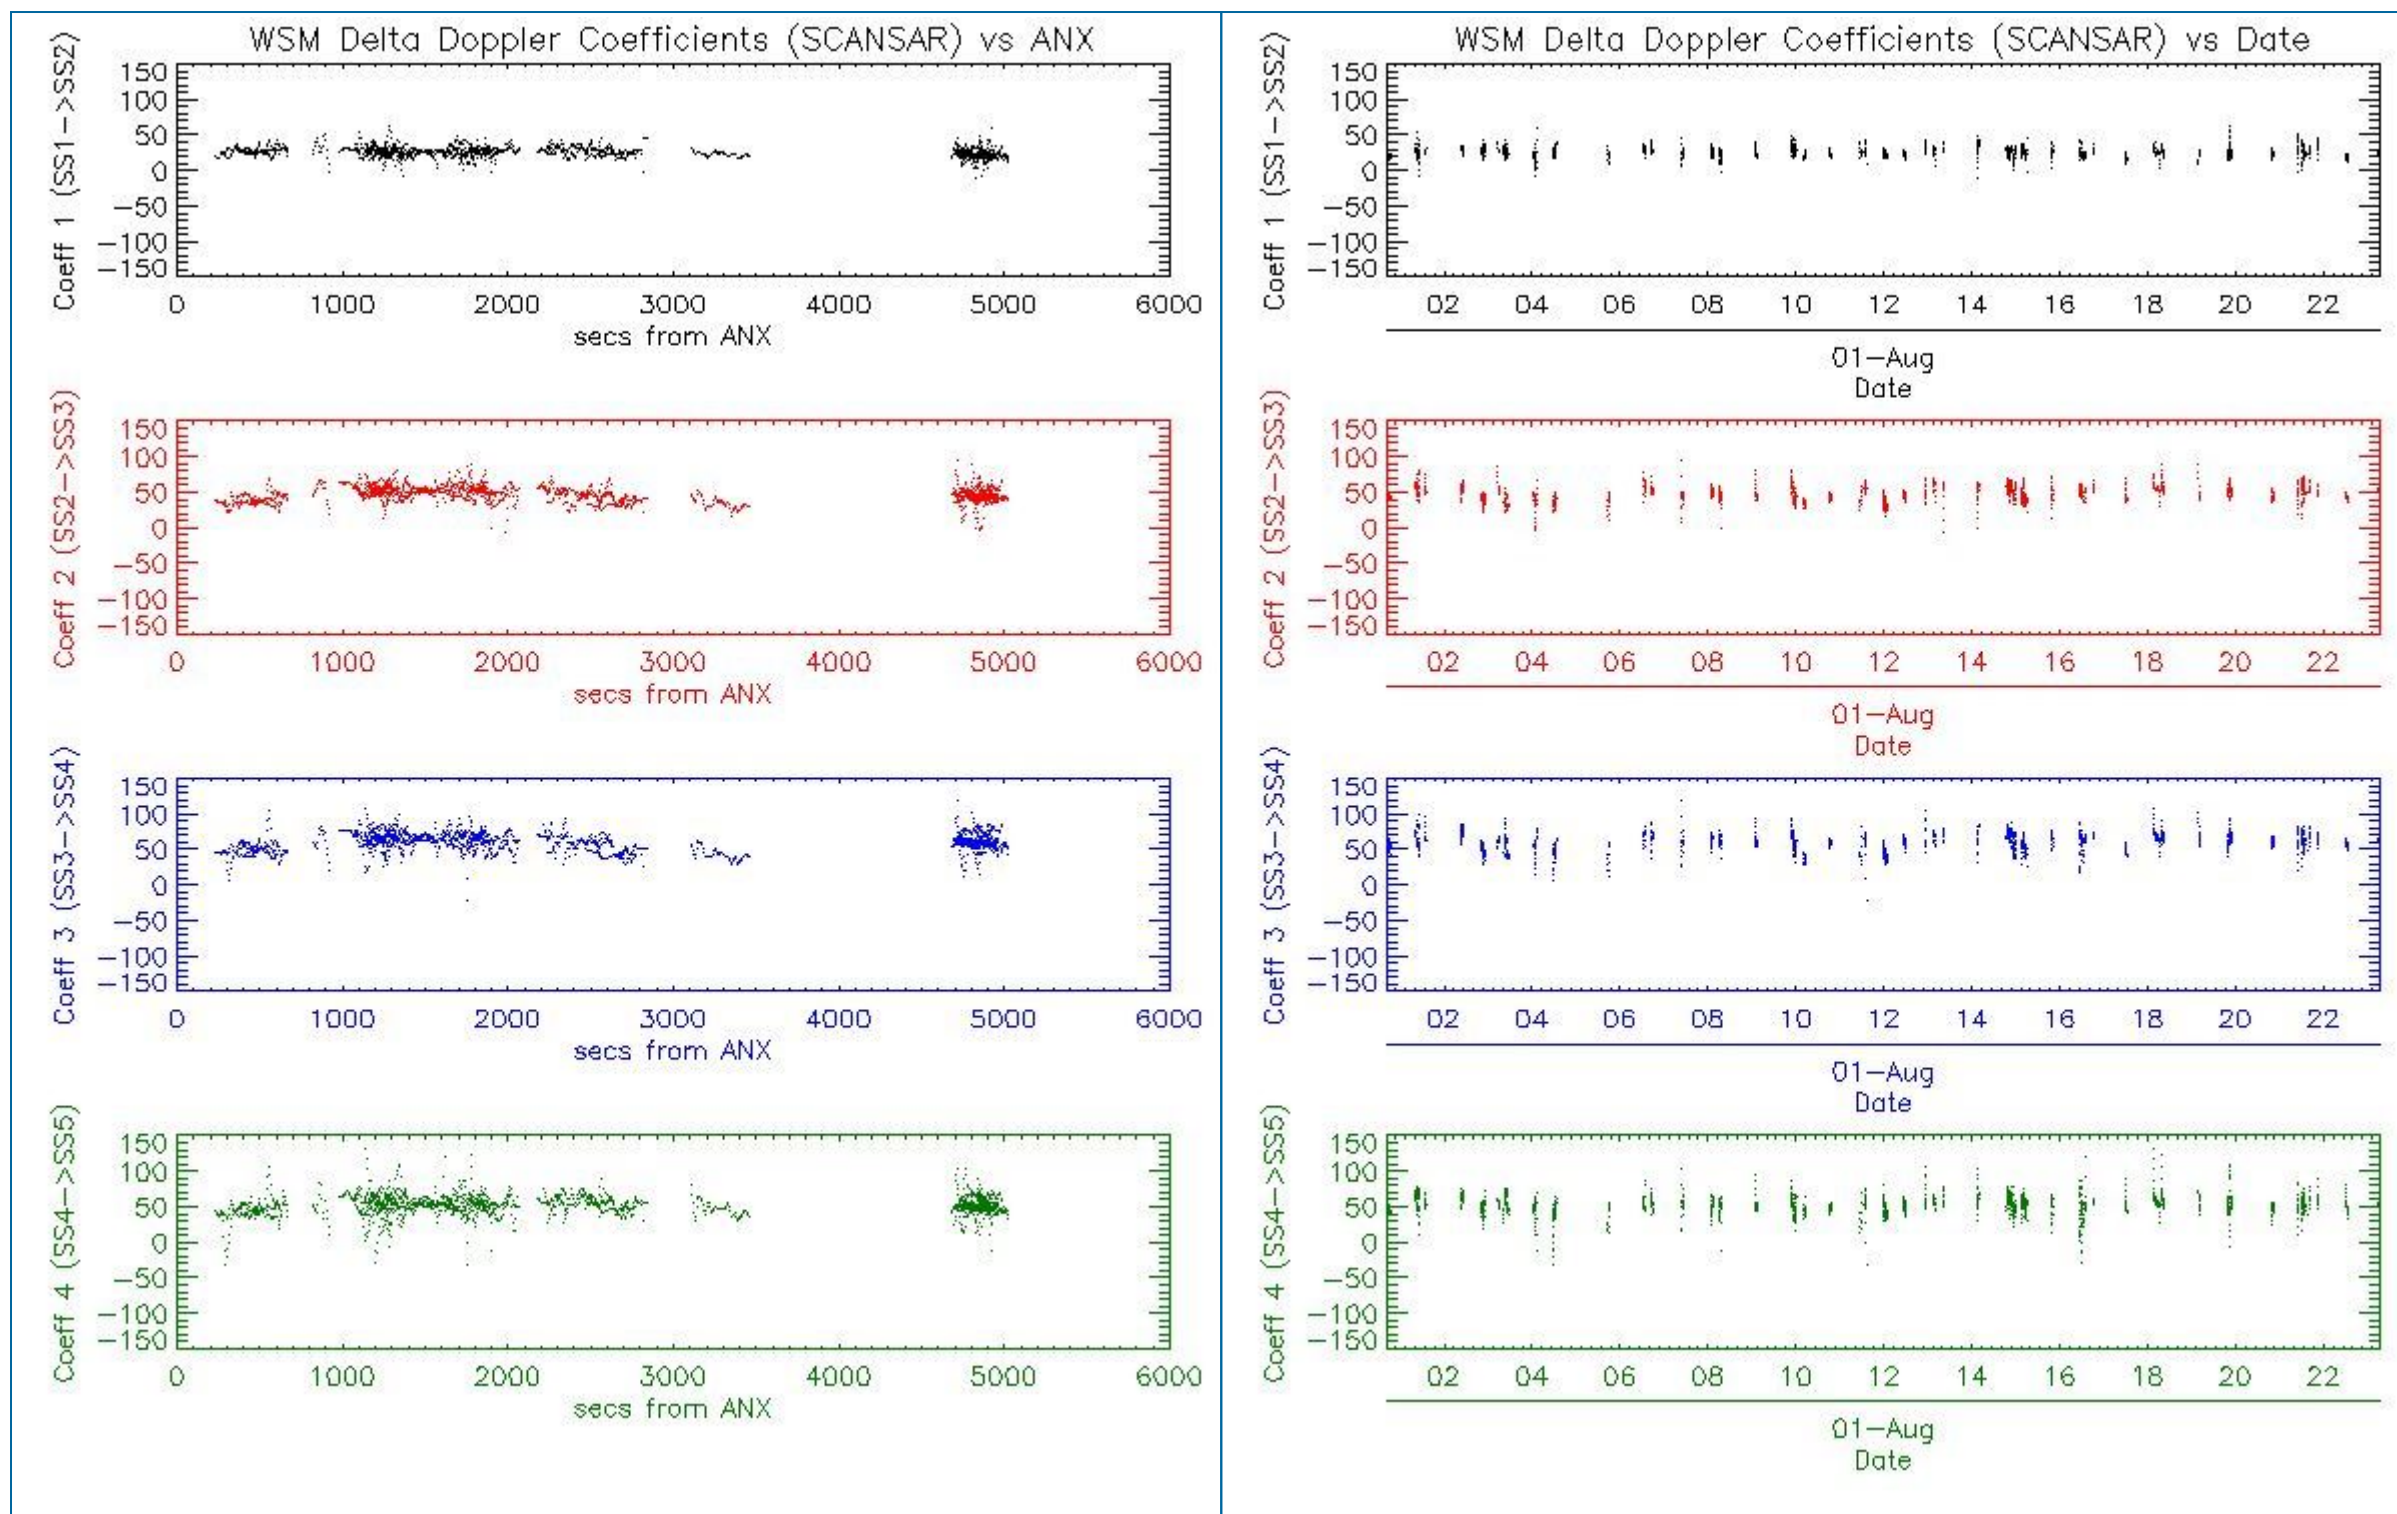 WSM Delta Doppler Coefficients (SCANSAR) vs ANX
Coeff 1 (SS1->SS2)
150
100
50
0
-50
-100
-150
0 1000 2000 3000 4000 5000 6000
secs from ANX
Coeff 2 (SS2->SS3)
150
100
50
0
-50
-100
-150
0 1000 2000 3000 4000 5000 6000
secs from ANX
Coeff 3 (SS3->SS4)
150
100
50
0
-50
-100
-150
0 1000 2000 3000 4000 5000 6000
secs from ANX
Coeff 4 (SS4->SS5)
150
100
50
0
-50
-100
-150
0 1000 2000 3000 4000 5000 6000
secs from ANX
WSM Delta Doppler Coefficients (SCANSAR) vs Date
Coeff 1 (SS1->SS2)
150
100
50
0
-50
-100
-150
02 04 06 08 10 12 14 16 18 20 22
01-Aug
Date
Coeff 2 (SS2->SS3)
150
100
50
0
-50
-100
-150
02 04 06 08 10 12 14 16 18 20 22
01-Aug
Date
Coeff 3 (SS3->SS4)
150
100
50
0
-50
-100
-150
02 04 06 08 10 12 14 16 18 20 22
01-Aug
Date
Coeff 4 (SS4->SS5)
150
100
50
0
-50
-100
-150
02 04 06 08 10 12 14 16 18 20 22
01-Aug
Date